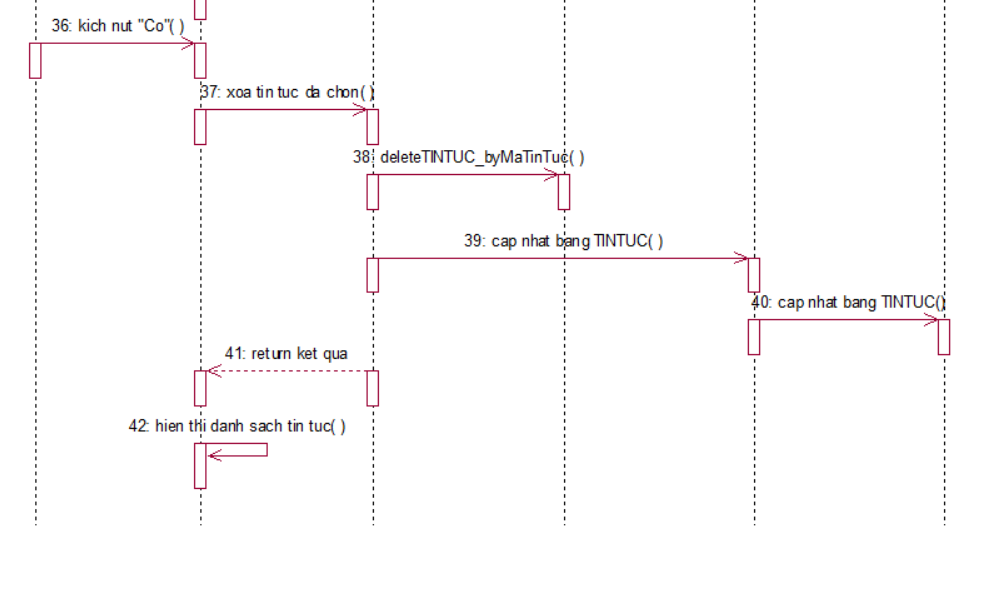 36: kich nut "Co"( )
37: xoa tin tuc da chon( )
38: deleteTINTUC_byMaTinTuc( )
39: cap nhat bang TINTUC( )
40: cap nhat bang TINTUC()
41: return ket qua
42: hien thi danh sach tin tuc( )